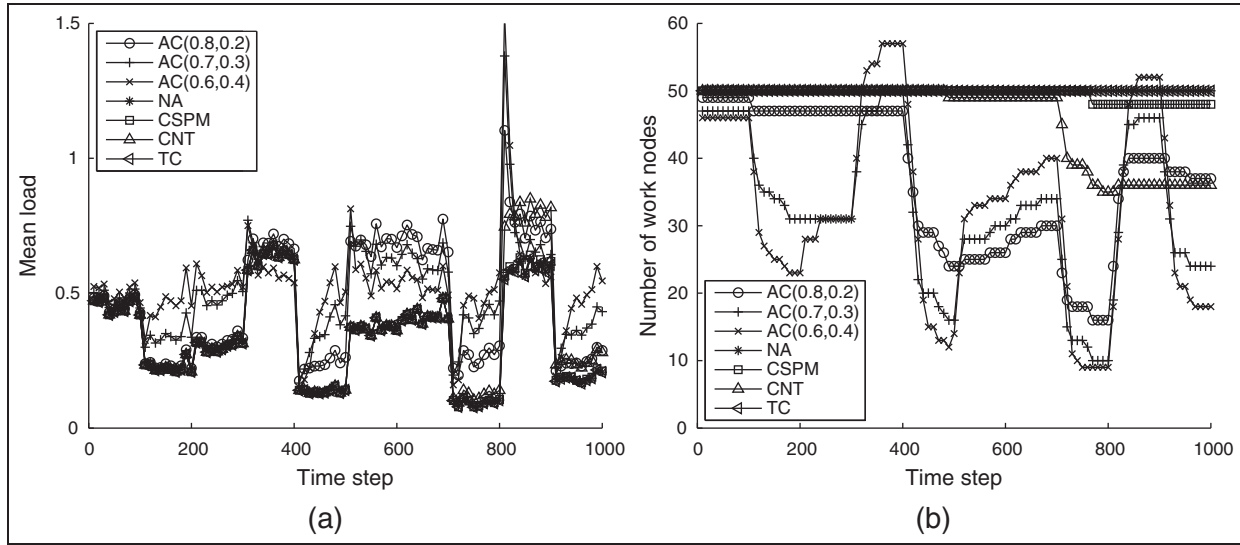 1.5
1
0.5
0
Mean load
AC(0.8,0.2)
AC(0.7,0.3)
AC(0.6,0.4)
NA
CSPM
CNT
TC
0 200 400 600 800 1000
Time step
(a)
60
50
40
30
20
10
0
Number of work nodes
AC(0.8,0.2)
AC(0.7,0.3)
AC(0.6,0.4)
NA
CSPM
CNT
TC
0 200 400 600 800 1000
Time step
(b)